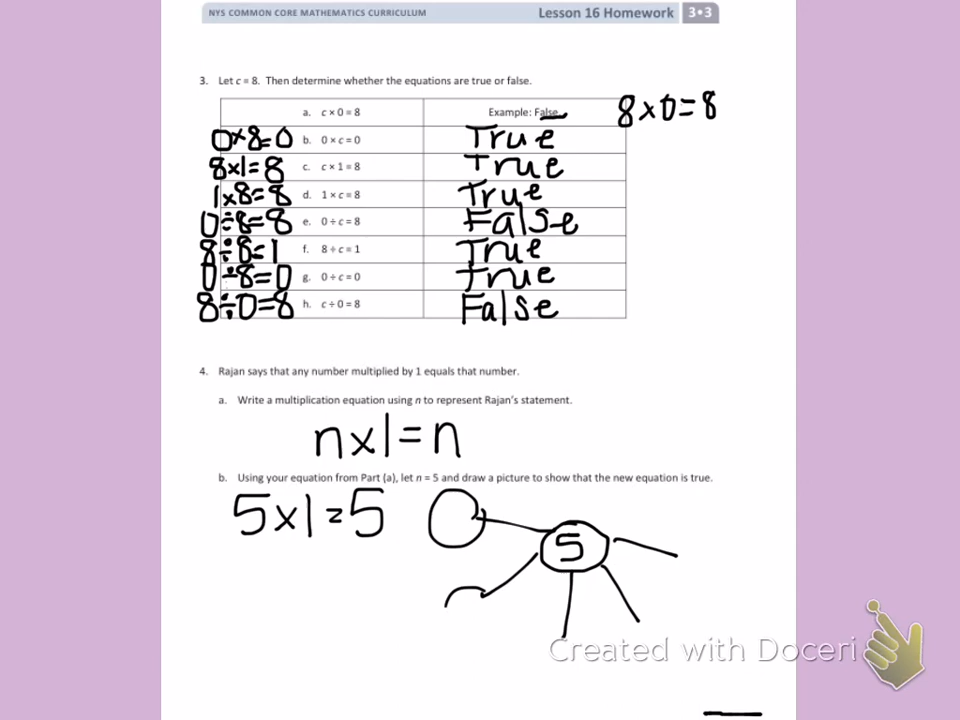 NYS COMMON CORE MATHEMATICS CURRICULUM Lesson 16 Homework 3•3
3. Let c = 8. Then determine whether the equations are true or false.
a. c × 0 = 8 Example: False 8×0=8
0×8=0 b. 0 × c = 0 True
8×1=8 c. c × 1 = 8 True
1×8=8 d. 1 × c = 8 True
0÷8=8 e. 0 ÷ c = 8 False
8÷8=1 f. 8 ÷ c = 1 True
0÷8=0 g. 0 ÷ c = 0 True
8÷0=8 h. c ÷ 0 = 8 False
4. Rajan says that any number multiplied by 1 equals that number.
a. Write a multiplication equation using n to represent Rajan's statement.
n×1=n
b. Using your equation from Part (a), let n = 5 and draw a picture to show that the new equation is true.
5×1=5
5
Created with Doceri